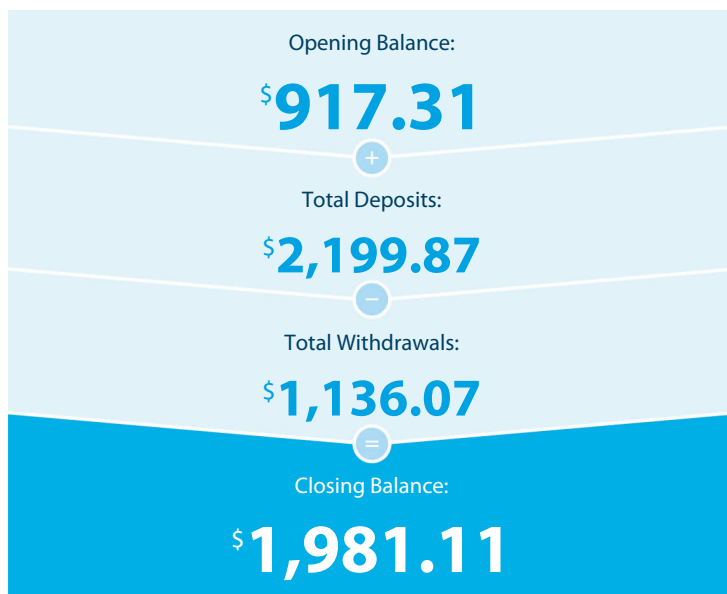 Opening Balance:
$917.31
+
Total Deposits:
$2,199.87
−
Total Withdrawals:
$1,136.07
=
Closing Balance:
$1,981.11